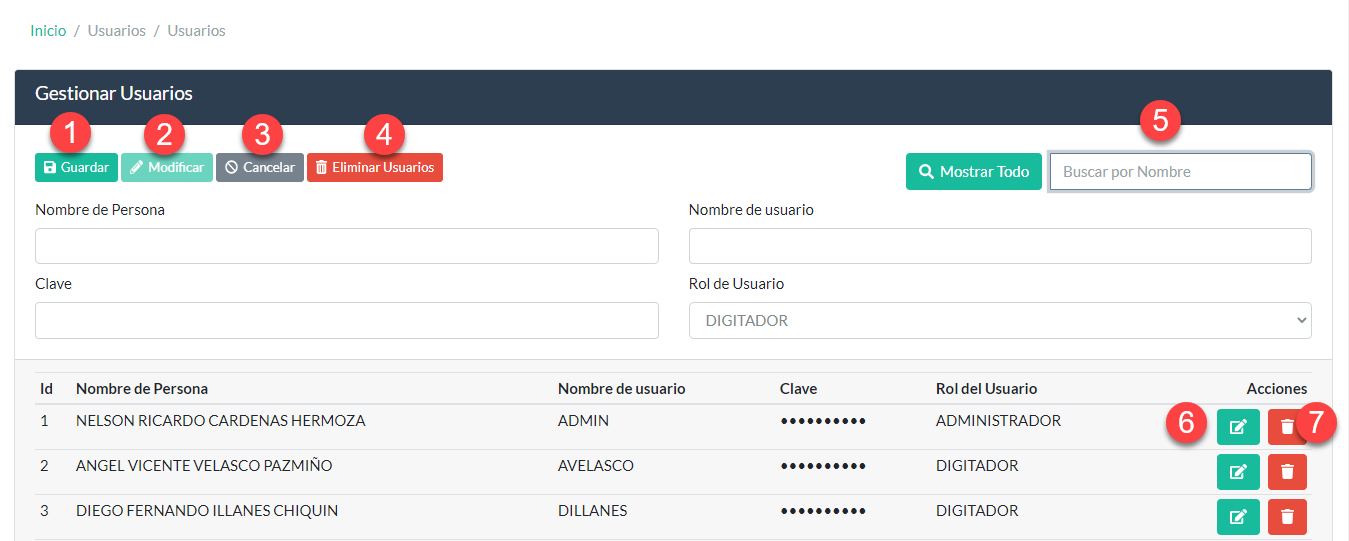 Inicio / Usuarios / Usuarios
Gestionar Usuarios
1 2 3 4 5
Guardar Modificar Cancelar Eliminar Usuarios Mostrar Todo Buscar por Nombre
Nombre de Persona Nombre de usuario
Clave Rol de Usuario
DIGITADOR
Id Nombre de Persona Nombre de usuario Clave Rol del Usuario Acciones
1 NELSON RICARDO CARDENAS HERMOZA ADMIN •••••••••• ADMINISTRADOR 6 7
2 ANGEL VICENTE VELASCO PAZMIÑO AVELASCO •••••••••• DIGITADOR
3 DIEGO FERNANDO ILLANES CHIQUIN DILLANES •••••••••• DIGITADOR